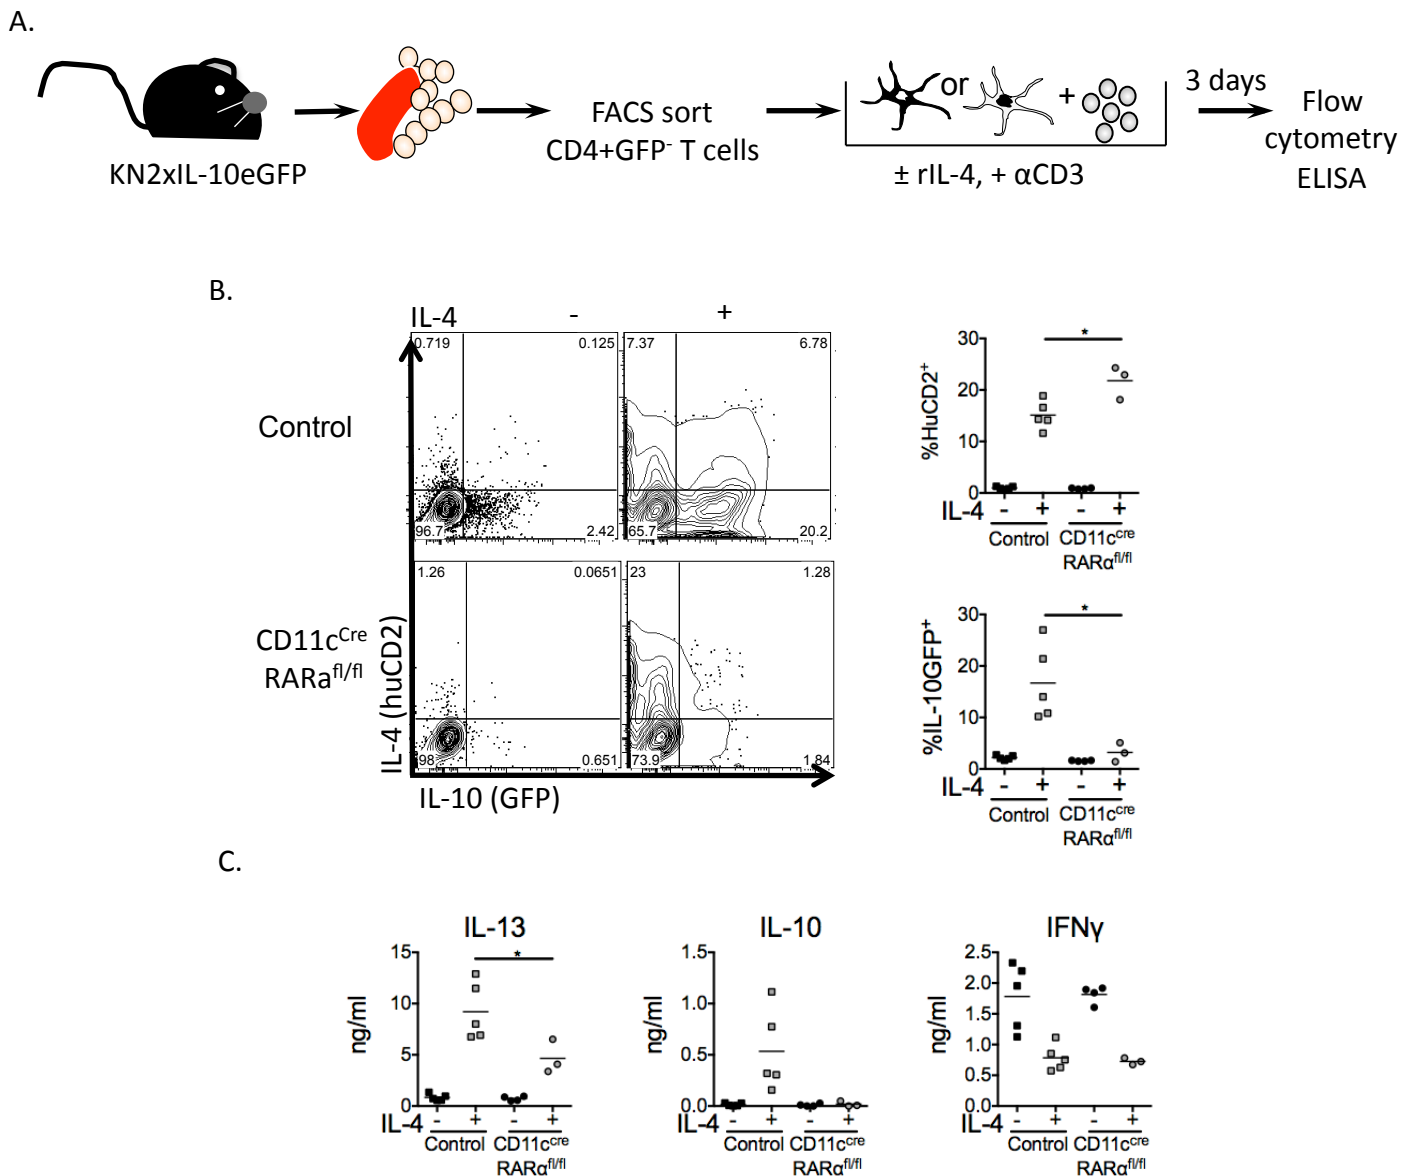 A.
KN2xIL-10eGFP
FACS sort
CD4+GFP⁻ T cells
or
+
± rIL-4, + αCD3
3 days
Flow
cytometry
ELISA
B.
IL-4 - +
Control
0.719 0.125
96.7 2.42
7.37 6.78
65.7 20.2
CD11cCre
RARafl/fl
1.26 0.0651
98 0.651
23 1.28
73.9 1.84
IL-4 (huCD2)
IL-10 (GFP)
%HuCD2⁺
30
20
10
0
*
IL-4 - + - +
Control CD11ccre
RARαfl/fl
%IL-10GFP⁺
30
20
10
0
*
IL-4 - + - +
Control CD11ccre
RARαfl/fl
C.
IL-13
ng/ml
15
10
5
0
*
IL-4 - + - +
Control CD11ccre
RARαfl/fl
IL-10
ng/ml
1.5
1.0
0.5
0.0
IL-4 - + - +
Control CD11ccre
RARαfl/fl
IFNγ
ng/ml
2.5
2.0
1.5
1.0
0.5
0.0
IL-4 - + - +
Control CD11ccre
RARαfl/fl